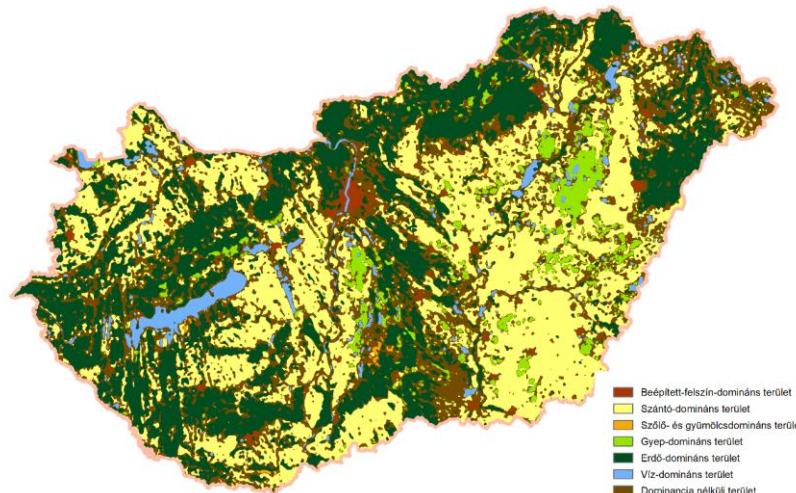 Beépített-felszín-domináns terület
Szántó-domináns terület
Szőlő- és gyümölcsdomináns terüle
Gyep-domináns terület
Erdő-domináns terület
Víz-domináns terület
Dominancia nélküli terület